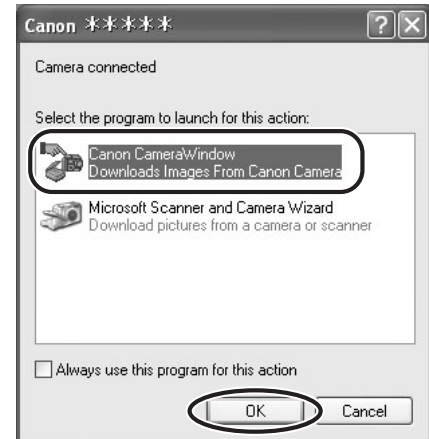 Canon *****
Camera connected
Select the program to launch for this action:
Canon CameraWindow
Downloads Images From Canon Camera
Microsoft Scanner and Camera Wizard
Download pictures from a camera or scanner
Always use this program for this action
OK Cancel